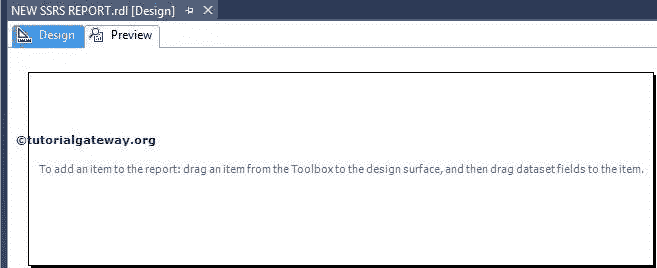 NEW SSRS REPORT.rdl [Design]
Design Preview
©tutorialgateway.org
To add an item to the report: drag an item from the Toolbox to the design surface, and then drag dataset fields to the item.